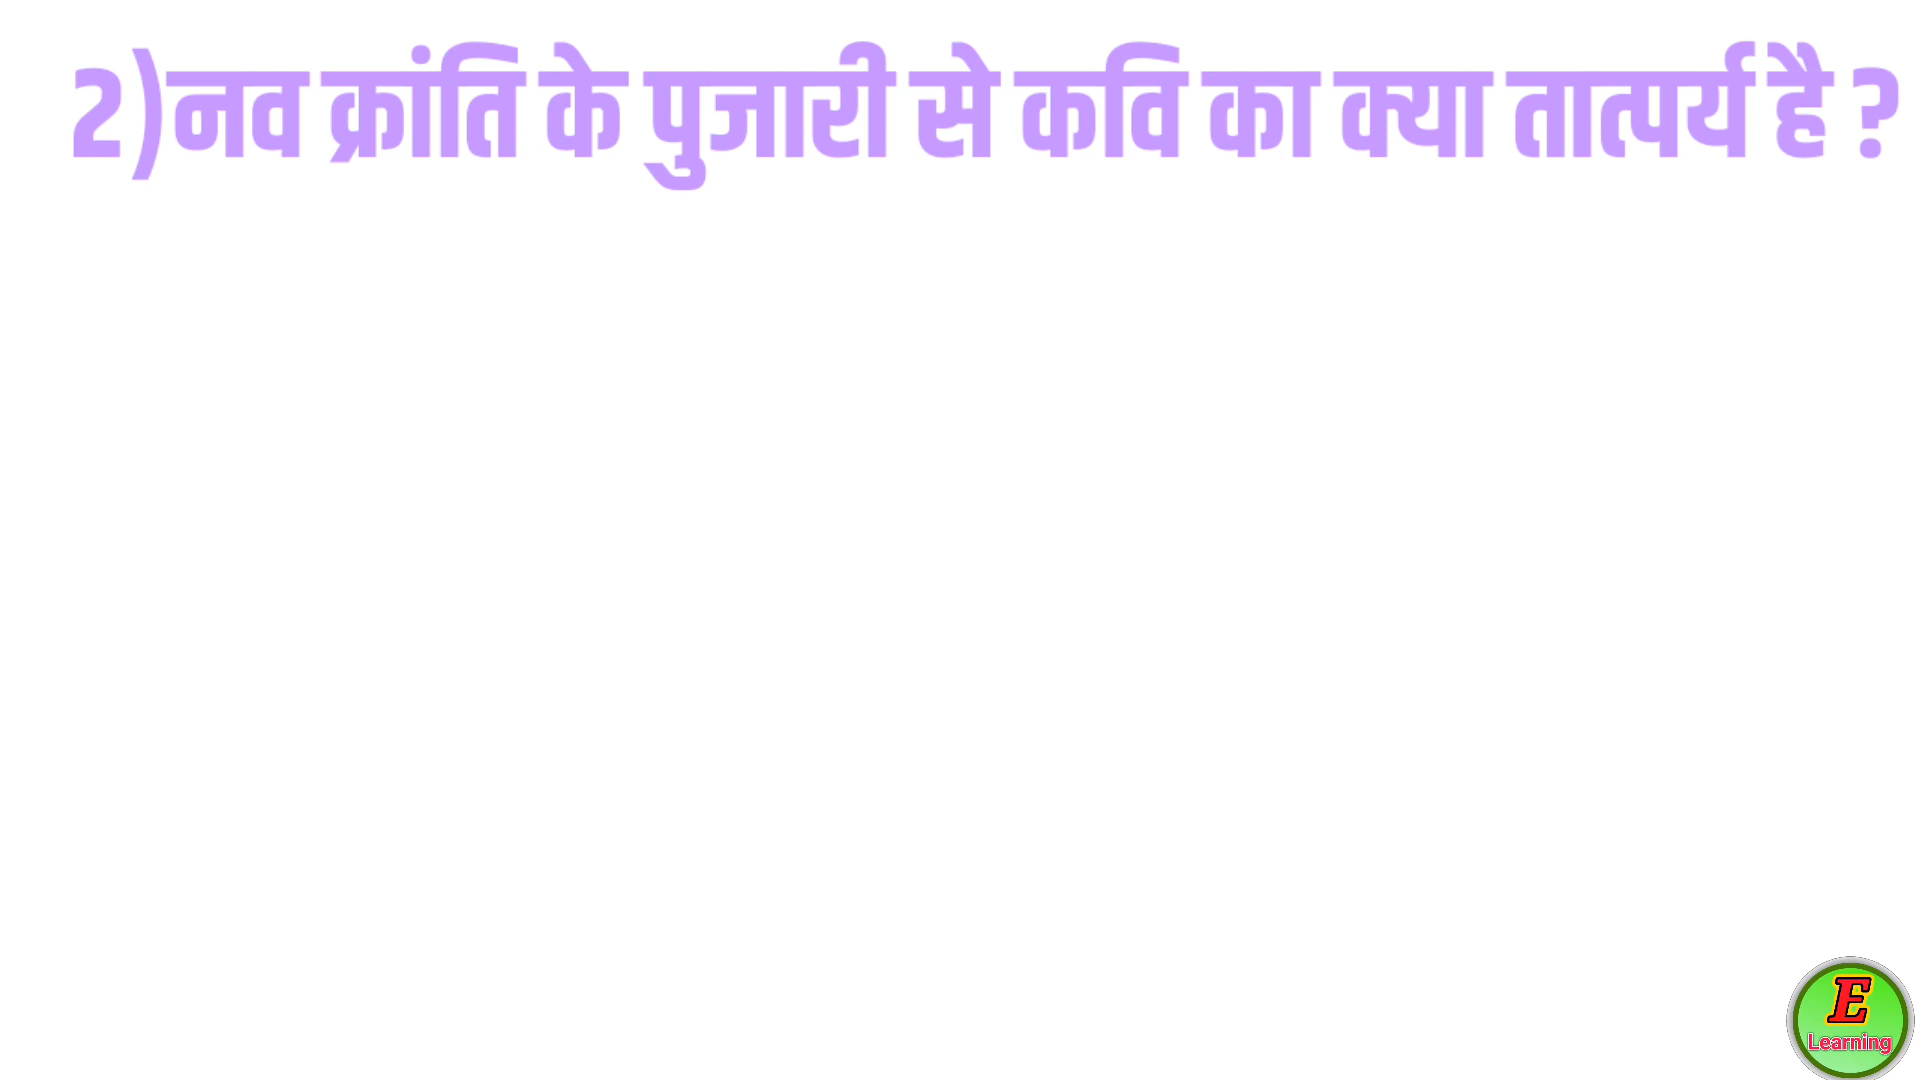 2)नव क्रांति के पुजारी से कवि का क्या तात्पर्य है ?
E
Learning